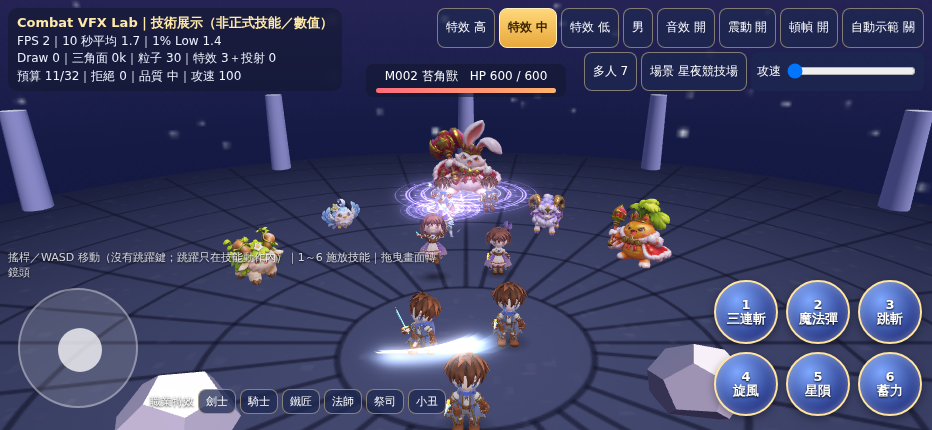 Combat VFX Lab｜技術展示（非正式技能／數值）
FPS 2｜10 秒平均 1.7｜1% Low 1.4
Draw 0｜三角面 0k｜粒子 30｜特效 3＋投射 0
預算 11/32｜拒絕 0｜品質 中｜攻速 100
特效 高
特效 中
特效 低
男
音效 開
震動 開
頓幀 開
自動示範 關
多人 7
場景 星夜競技場
攻速
M002 苔角獸 HP 600 / 600
搖桿／WASD 移動（沒有跳躍鍵；跳躍只在技能動作內）｜1～6 施放技能｜拖曳畫面轉
鏡頭
1
三連斬
2
魔法彈
3
跳斬
4
旋風
5
星隕
6
蓄力
職業特效
劍士
騎士
鐵匠
法師
祭司
小丑